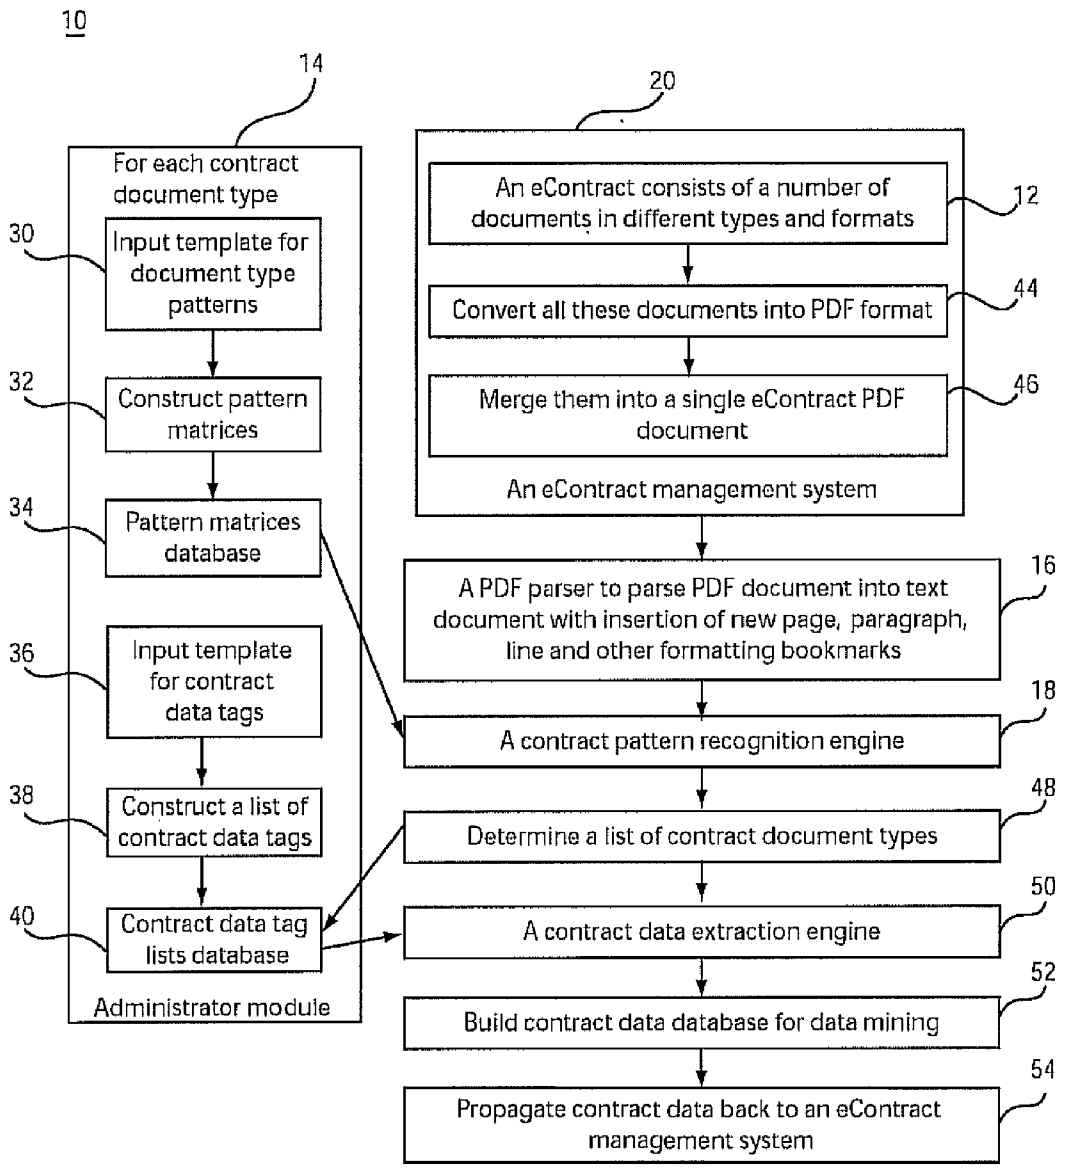 10
14
For each contract
document type
30
Input template for
document type
patterns
32
Construct pattern
matrices
34
Pattern matrices
database
36
Input template
for contract
data tags
38
Construct a list of
contract data tags
40
Contract data tag
lists database
Administrator module
20
An eContract consists of a number of
documents in different types and formats
12
Convert all these documents into PDF format
44
Merge them into a single eContract PDF
document
46
An eContract management system
A PDF parser to parse PDF document into text
document with insertion of new page, paragraph,
line and other formatting bookmarks
16
A contract pattern recognition engine
18
Determine a list of contract document types
48
A contract data extraction engine
50
Build contract data database for data mining
52
Propagate contract data back to an eContract
management system
54